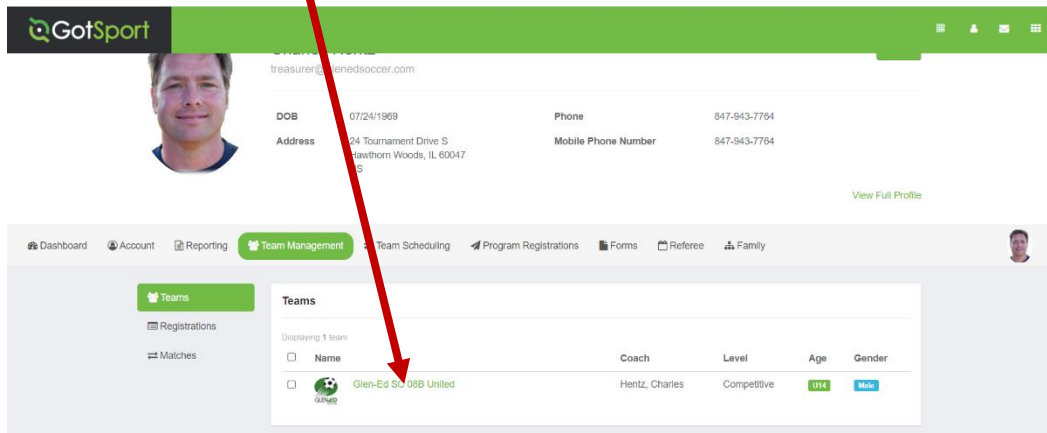 GotSport
treasurer@glenedsoccer.com
DOB 07/24/1969 Phone 847-943-7764
Address 24 Tournament Drive S Mobile Phone Number 847-943-7764
Hawthorn Woods, IL 60047
View Full Profile
Dashboard Account Reporting Team Management Team Scheduling Program Registrations Forms Referee Family
Teams
Registrations
Matches
Teams
Displaying 1 team
Name Coach Level Age Gender
Glen-Ed SC 08B United Hentz, Charles Competitive U14 Male
GLEN-ED